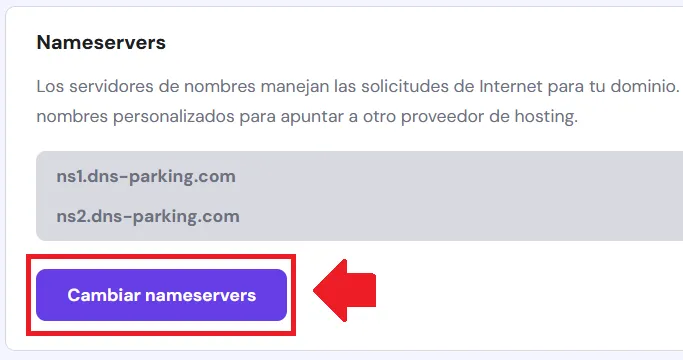 Nameservers
Los servidores de nombres manejan las solicitudes de Internet para tu dominio.
nombres personalizados para apuntar a otro proveedor de hosting.
ns1.dns-parking.com
ns2.dns-parking.com
Cambiar nameservers